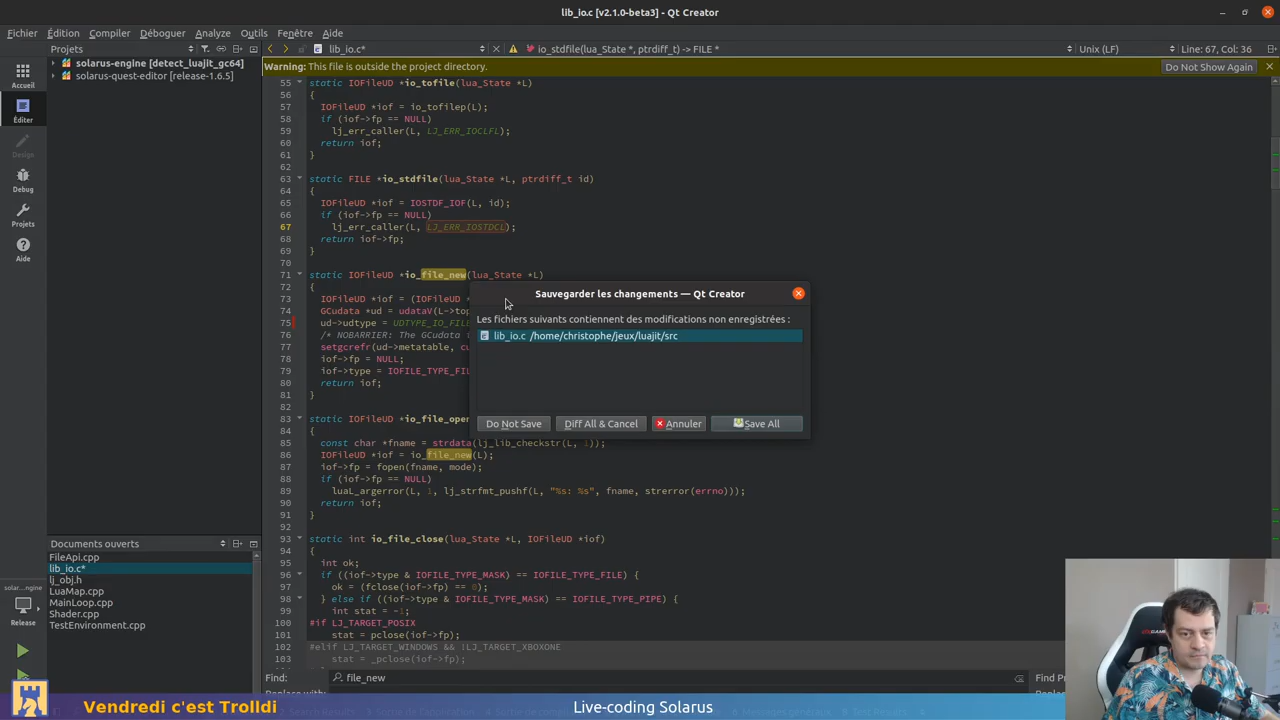 lib_io.c [v2.1.0-beta3] - Qt Creator
Fichier Édition Compiler Déboguer Analyze Outils Fenêtre Aide
Projets
lib_io.c*
io_stdfile(lua_State *, ptrdiff_t) -> FILE *
Unix (LF)
Line: 67, Col: 36
Warning: This file is outside the project directory.
Do Not Show Again
solarus-engine [detect_luajit_gc64]
solarus-quest-editor [release-1.6.5]
Accueil
Éditer
Design
Debug
Projets
Aide
55 static IOFileUD *io_tofile(lua_State *L)
56 {
57 IOFileUD *iof = io_tofilep(L);
58 if (iof->fp == NULL)
59 lj_err_caller(L, LJ_ERR_IOCLFL);
60 return iof;
61 }
62
63 static FILE *io_stdfile(lua_State *L, ptrdiff_t id)
64 {
65 IOFileUD *iof = IOSTDF_IOF(L, id);
66 if (iof->fp == NULL)
67 lj_err_caller(L, LJ_ERR_IOSTDCL);
68 return iof->fp;
69 }
70
71 static IOFileUD *io_file_new(lua_State *L)
72 {
73 IOFileUD *iof = (IOFileUD *
74 GCudata *ud = udataV(L->to
75 ud->udtype = UDTYPE_IO_FILE
76 /* NOBARRIER: The GCudata
77 setgcrefr(ud->metatable, cu
78 iof->fp = NULL;
79 iof->type = IOFILE_TYPE_FIL
80 return iof;
81 }
82
83 static IOFileUD *io_file_ope
84 {
85 const char *fname = strdata(lj_lib_checkstr(L, 1));
86 IOFileUD *iof = io_file_new(L);
87 iof->fp = fopen(fname, mode);
88 if (iof->fp == NULL)
89 luaL_argerror(L, 1, lj_strfmt_pushf(L, "%s: %s", fname, strerror(errno)));
90 return iof;
91 }
92
93 static int io_file_close(lua_State *L, IOFileUD *iof)
94 {
95 int ok;
96 if ((iof->type & IOFILE_TYPE_MASK) == IOFILE_TYPE_FILE) {
97 ok = (fclose(iof->fp) == 0);
98 } else if ((iof->type & IOFILE_TYPE_MASK) == IOFILE_TYPE_PIPE) {
99 int stat = -1;
100 #if LJ_TARGET_POSIX
101 stat = pclose(iof->fp);
102 #elif LJ_TARGET_WINDOWS && !LJ_TARGET_XBOXONE
103 stat = _pclose(iof->fp);
Sauvegarder les changements — Qt Creator
Les fichiers suivants contiennent des modifications non enregistrées :
lib_io.c /home/christophe/jeux/luajit/src
Do Not Save
Diff All & Cancel
Annuler
Save All
Documents ouverts
FileApi.cpp
lib_io.c*
lj_obj.h
LuaMap.cpp
MainLoop.cpp
Shader.cpp
TestEnvironment.cpp
solar...ngine
Release
Find: file_new
Replace with:
Vendredi c'est Trolldi
Live-coding Solarus